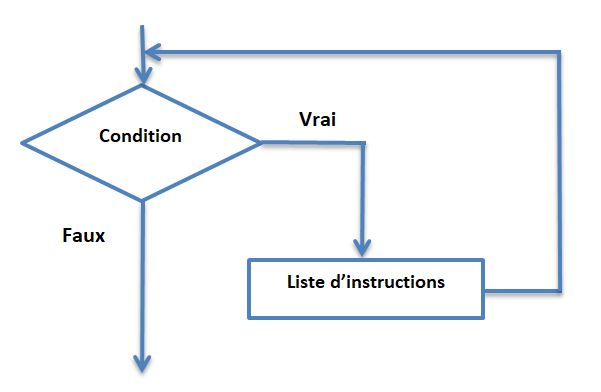 Vrai
Condition
Faux
Liste d’instructions